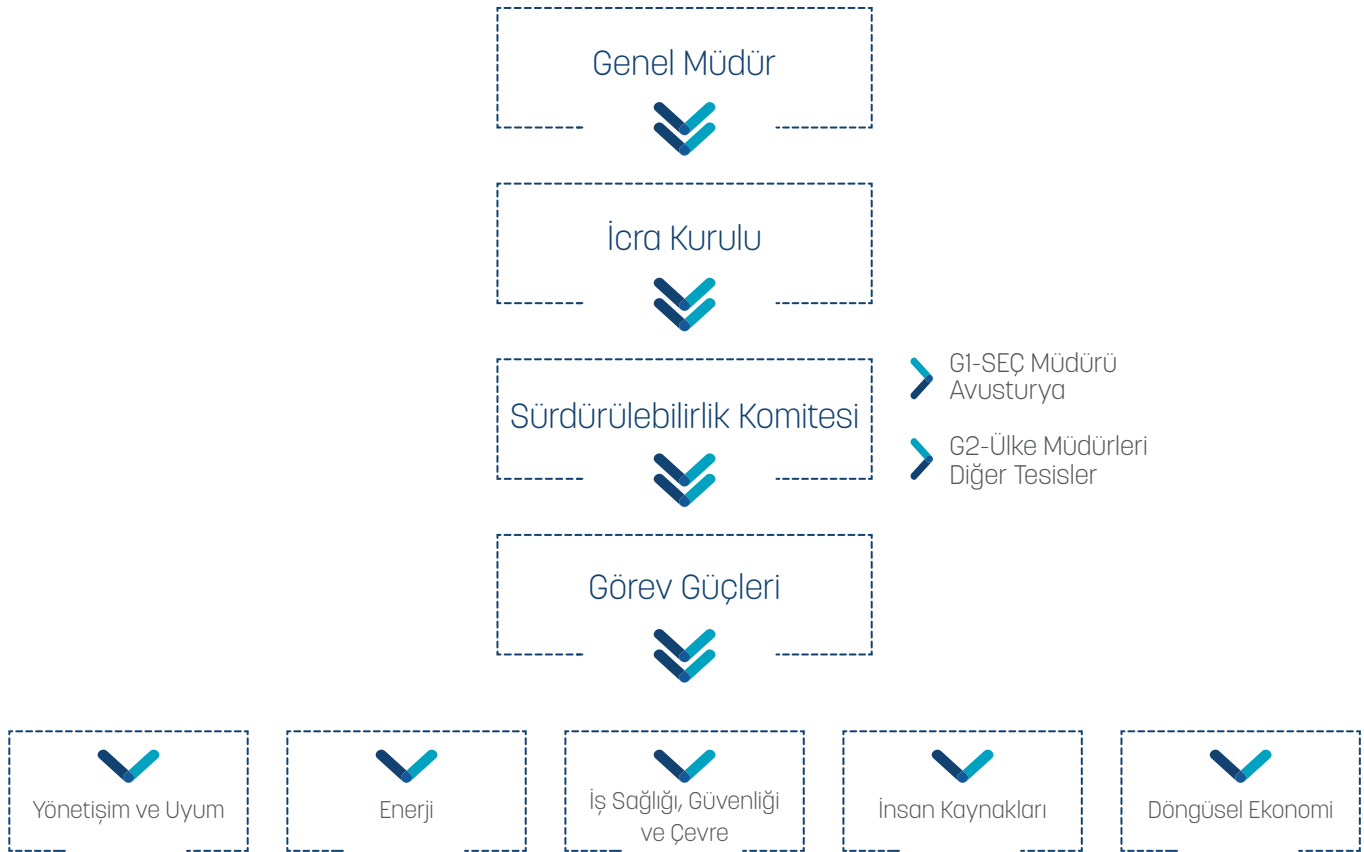 Genel Müdür
İcra Kurulu
Sürdürülebilirlik Komitesi
G1-SEÇ Müdürü
Avusturya
G2-Ülke Müdürleri
Diğer Tesisler
Görev Güçleri
Yönetişim ve Uyum
Enerji
İş Sağlığı, Güvenliği
ve Çevre
İnsan Kaynakları
Döngüsel Ekonomi